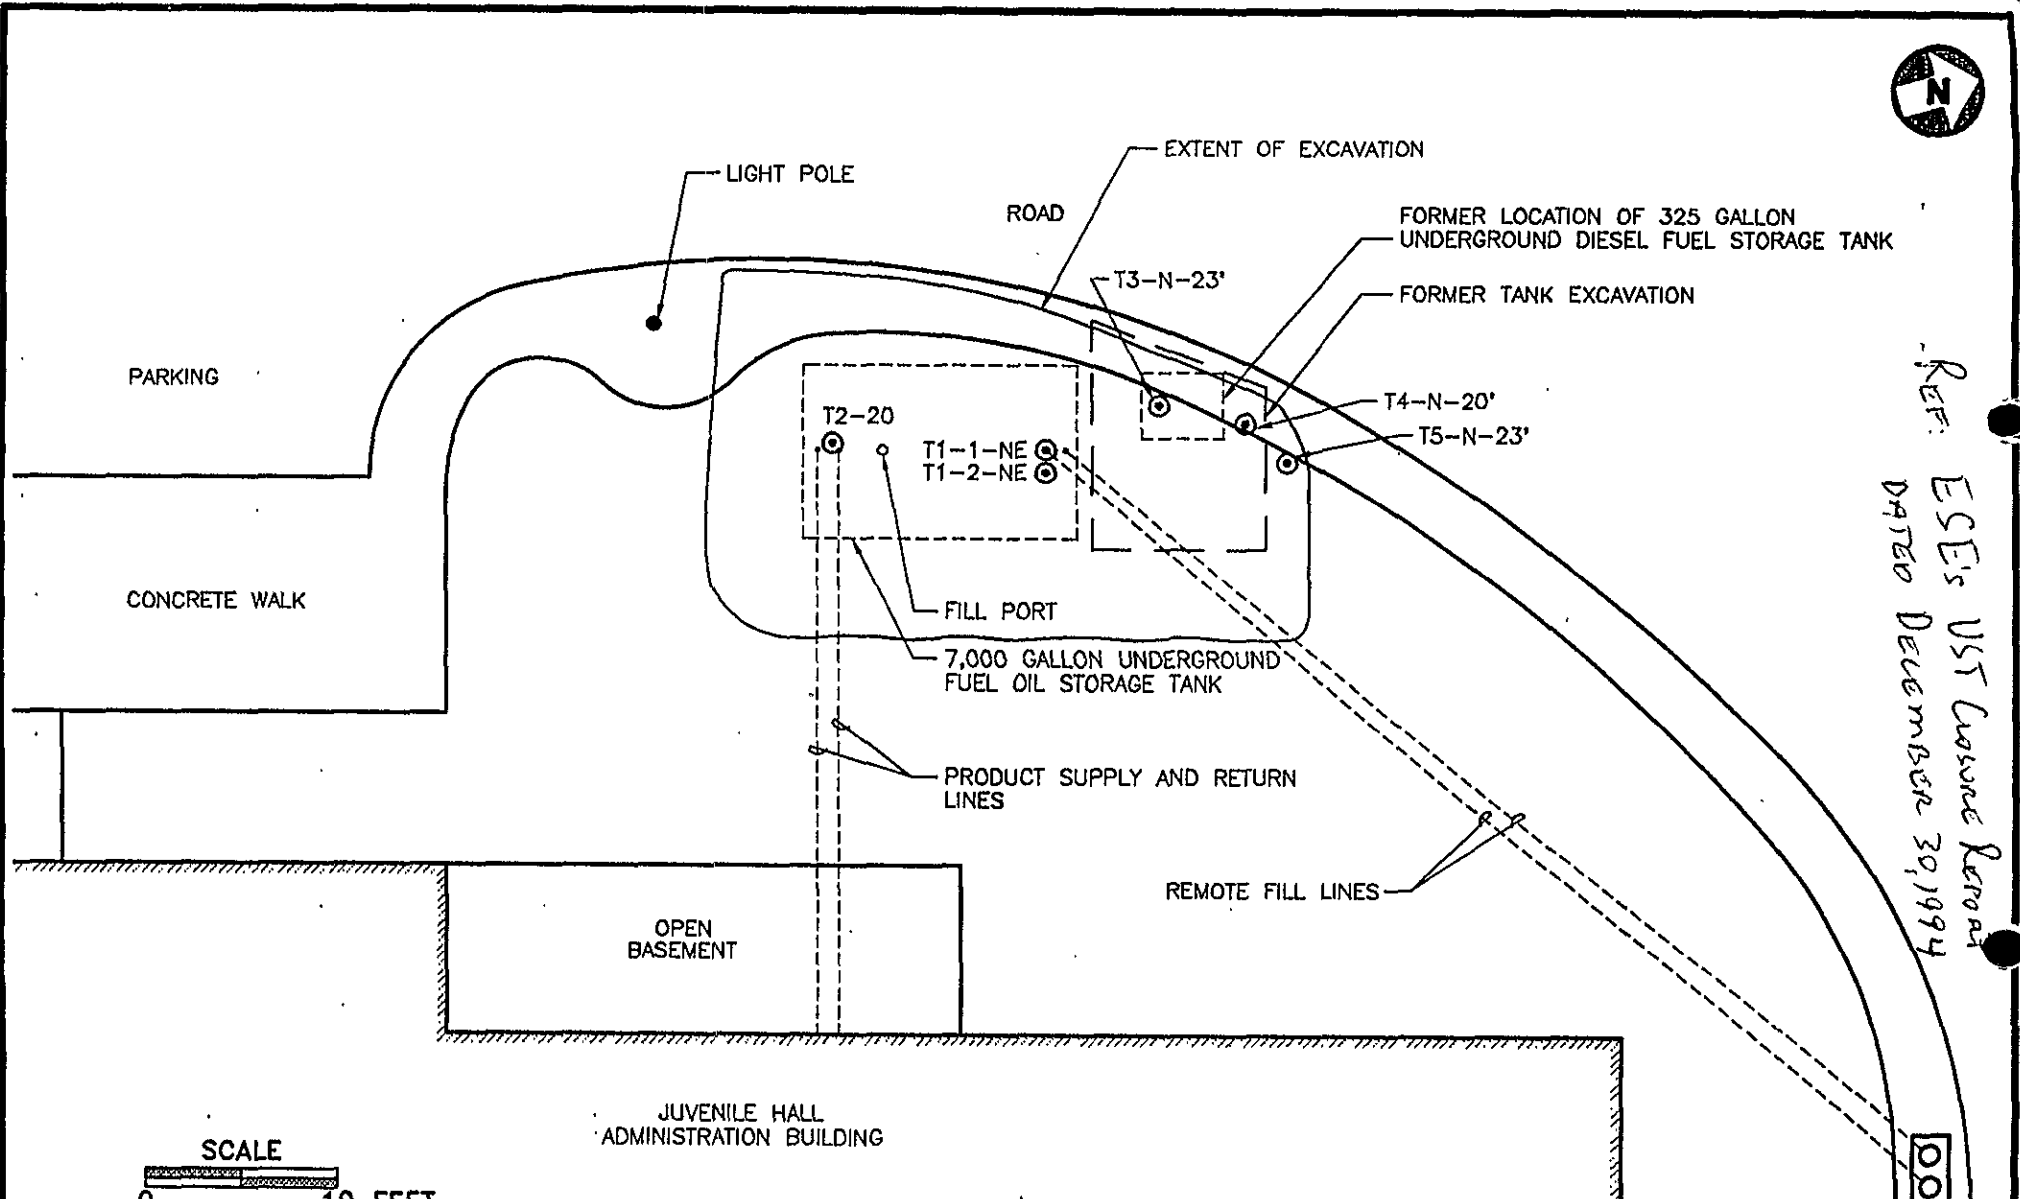 N
EXTENT OF EXCAVATION
LIGHT POLE
ROAD
FORMER LOCATION OF 325 GALLON
UNDERGROUND DIESEL FUEL STORAGE TANK
T3-N-23'
FORMER TANK EXCAVATION
PARKING
T4-N-20'
T2-20
T5-N-23'
T1-1-NE
T1-2-NE
CONCRETE WALK
FILL PORT
7,000 GALLON UNDERGROUND
FUEL OIL STORAGE TANK
PRODUCT SUPPLY AND RETURN
LINES
REMOTE FILL LINES
OPEN
BASEMENT
JUVENILE HALL
ADMINISTRATION BUILDING
SCALE
0 10 FEET
REF: ESE's UST CLOSURE REPORT
DATED DECEMBER 30, 1994